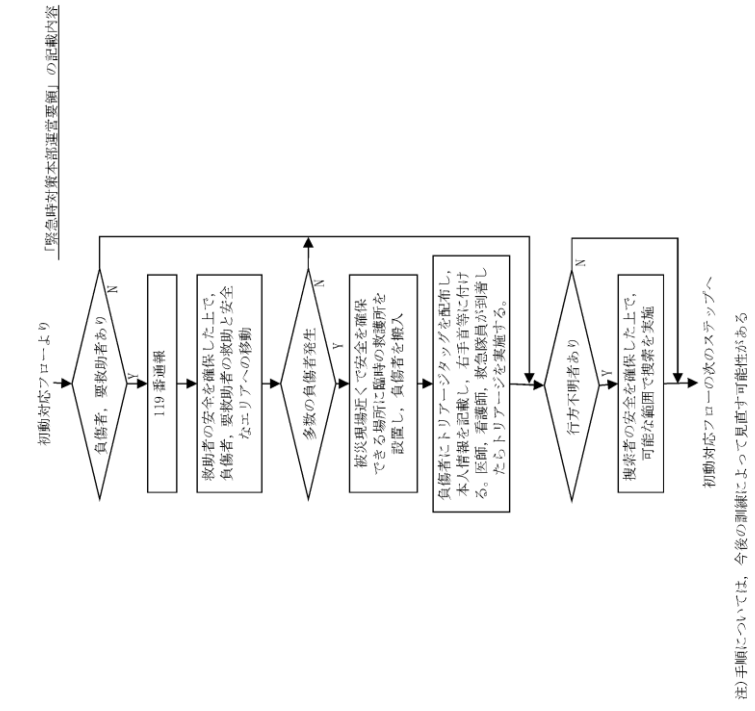 「緊急時対策本部運営要領」の記載内容
初動対応フローより
負傷者，要救助者あり
N
Y
119 番通報
救助者の安全を確保した上で，
負傷者，要救助者の救助と安全
なエリアへの移動
多数の負傷者発生
N
Y
被災現場近くで安全を確保
できる場所に臨時の救護所を
設置し，負傷者を搬入
負傷者にトリアージタッグを配布し，
本人情報を記載し，右手首等に付け
る。医師，看護師，救急隊員が到着し
たらトリアージを実施する。
行方不明者あり
N
Y
捜索者の安全を確保した上で，
可能な範囲で捜索を実施
初動対応フローの次のステップへ
注)手順については，今後の訓練によって見直す可能性がある